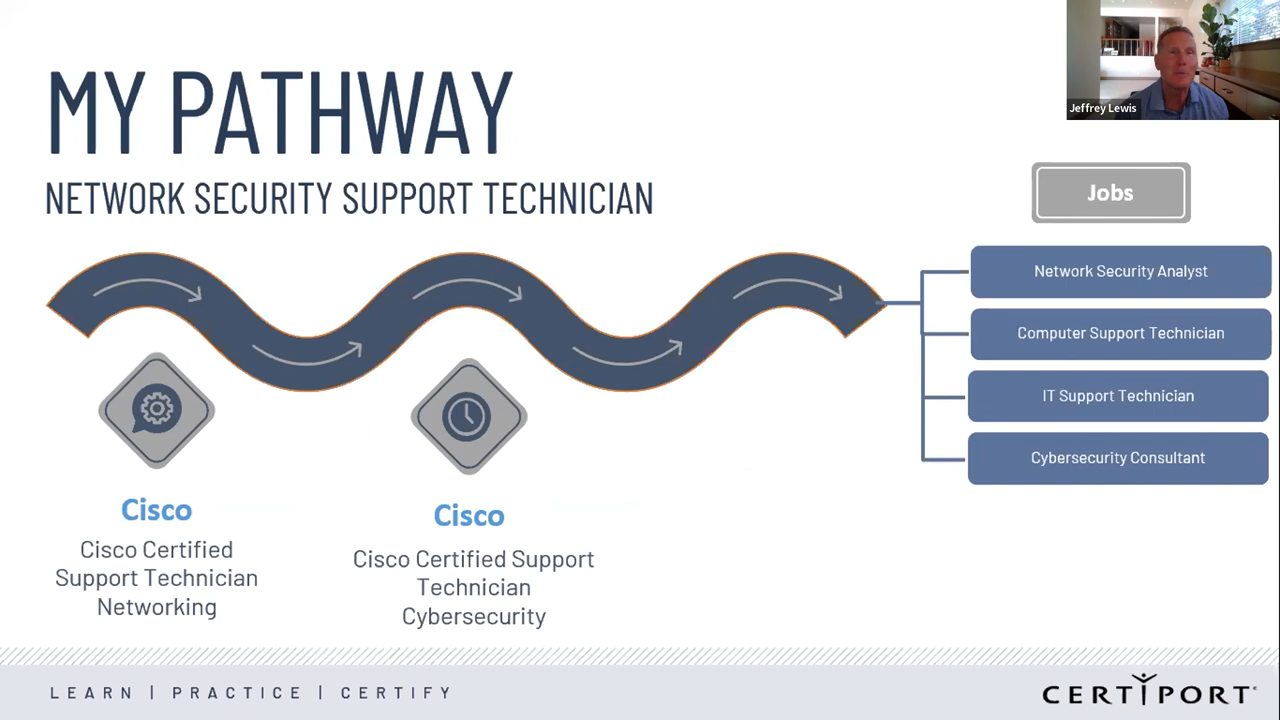 MY PATHWAY
NETWORK SECURITY SUPPORT TECHNICIAN
Jeffrey Lewis
Jobs
Network Security Analyst
Computer Support Technician
IT Support Technician
Cybersecurity Consultant
Cisco
Cisco Certified
Support Technician
Networking
Cisco
Cisco Certified Support
Technician
Cybersecurity
LEARN | PRACTICE | CERTIFY
CERTIPORT